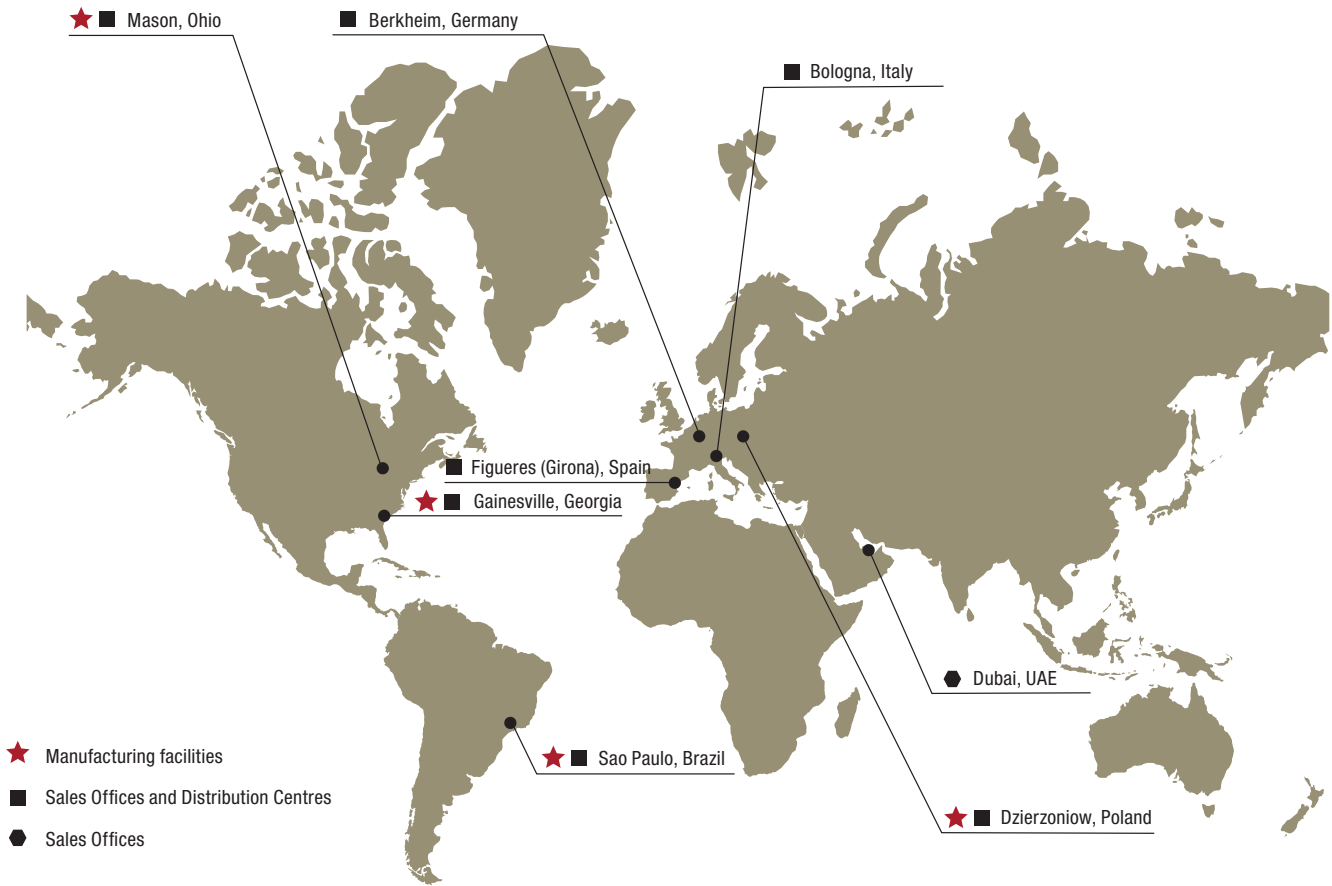 Mason, Ohio
Berkheim, Germany
Bologna, Italy
Figueres (Girona), Spain
Gainesville, Georgia
Dubai, UAE
Sao Paulo, Brazil
Dzierzoniow, Poland
Manufacturing facilities
Sales Offices and Distribution Centres
Sales Offices